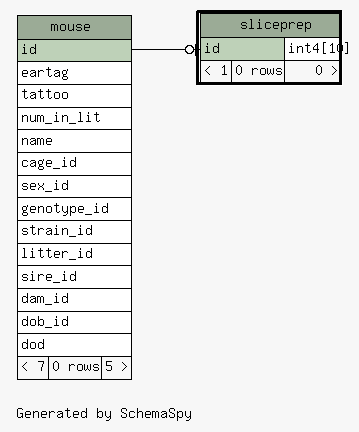 mouse
id
eartag
tattoo
num_in_lit
name
cage_id
sex_id
genotype_id
strain_id
litter_id
sire_id
dam_id
dob_id
dod
< 7 0 rows 5 >
sliceprep
id int4[10]
< 1 0 rows 0 >
Generated by SchemaSpy